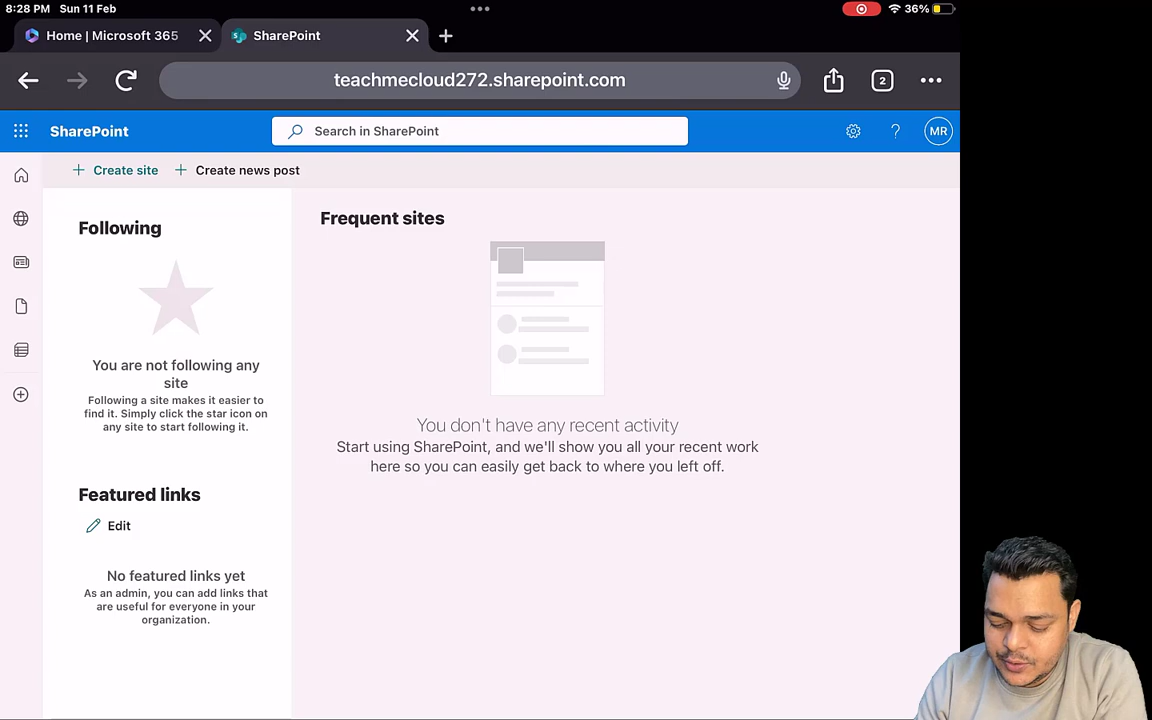 8:28 PM Sun 11 Feb
36%
Home | Microsoft 365
SharePoint
teachmecloud272.sharepoint.com
2
SharePoint
Search in SharePoint
?
MR
+ Create site
+ Create news post
Following
You are not following any
site
Following a site makes it easier to
find it. Simply click the star icon on
any site to start following it.
Featured links
Edit
No featured links yet
As an admin, you can add links that
are useful for everyone in your
organization.
Frequent sites
You don't have any recent activity
Start using SharePoint, and we'll show you all your recent work
here so you can easily get back to where you left off.